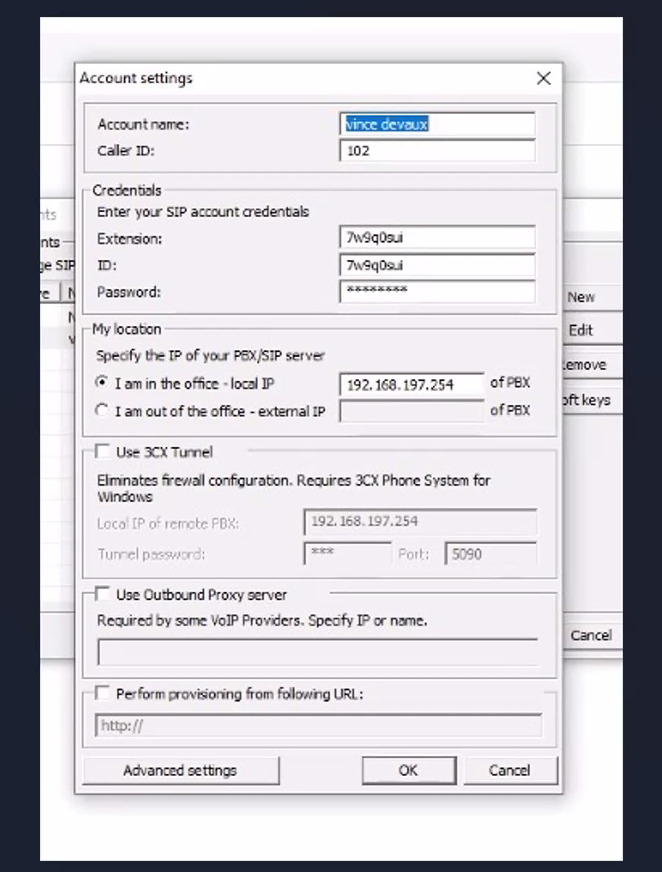 Account settings
Account name: vince devaux
Caller ID: 102
Credentials
Enter your SIP account credentials
Extension: 7w9q0sui
ID: 7w9q0sui
Password: ********
My location
Specify the IP of your PBX/SIP server
I am in the office - local IP 192.168.197.254 of PBX
I am out of the office - external IP of PBX
Use 3CX Tunnel
Eliminates firewall configuration. Requires 3CX Phone System for
Windows
Local IP of remote PBX: 192.168.197.254
Tunnel password: *** Port: 5090
Use Outbound Proxy server
Required by some VoIP Providers. Specify IP or name.
Perform provisioning from following URL:
http://
Advanced settings OK Cancel
nts
nts
ge SIP
New
Edit
emove
oft keys
Cancel